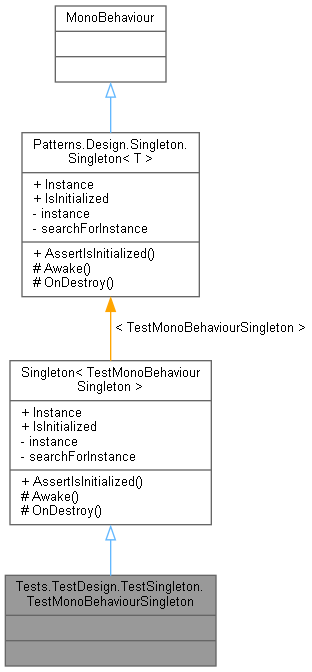 MonoBehaviour
Patterns.Design.Singleton.
Singleton< T >
+ Instance
+ IsInitialized
- instance
- searchForInstance
+ AssertIsInitialized()
# Awake()
# OnDestroy()
< TestMonoBehaviourSingleton >
Singleton< TestMonoBehaviour
Singleton >
+ Instance
+ IsInitialized
- instance
- searchForInstance
+ AssertIsInitialized()
# Awake()
# OnDestroy()
Tests.TestDesign.TestSingleton.
TestMonoBehaviourSingleton